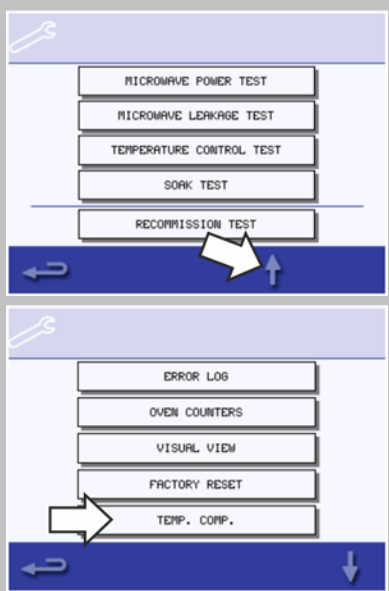 MICROWAVE POWER TEST
MICROWAVE LEAKAGE TEST
TEMPERATURE CONTROL TEST
SOAK TEST
RECOMMISSION TEST
ERROR LOG
OVEN COUNTERS
VISUAL VIEW
FACTORY RESET
TEMP. COMP.